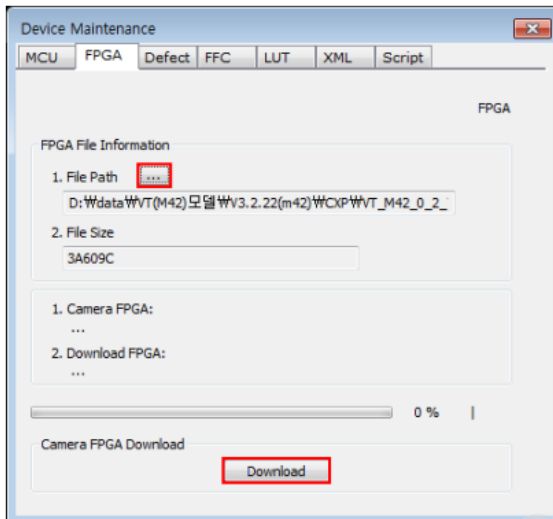 Device Maintenance
MCU FPGA Defect FFC LUT XML Script
FPGA
FPGA File Information
1. File Path ...
D:₩data₩VT(M42)모델₩V3.2.22(m42)₩CXP₩VT_M42_0_2_
2. File Size
3A609C
1. Camera FPGA:
...
2. Download FPGA:
...
0 % |
Camera FPGA Download
Download